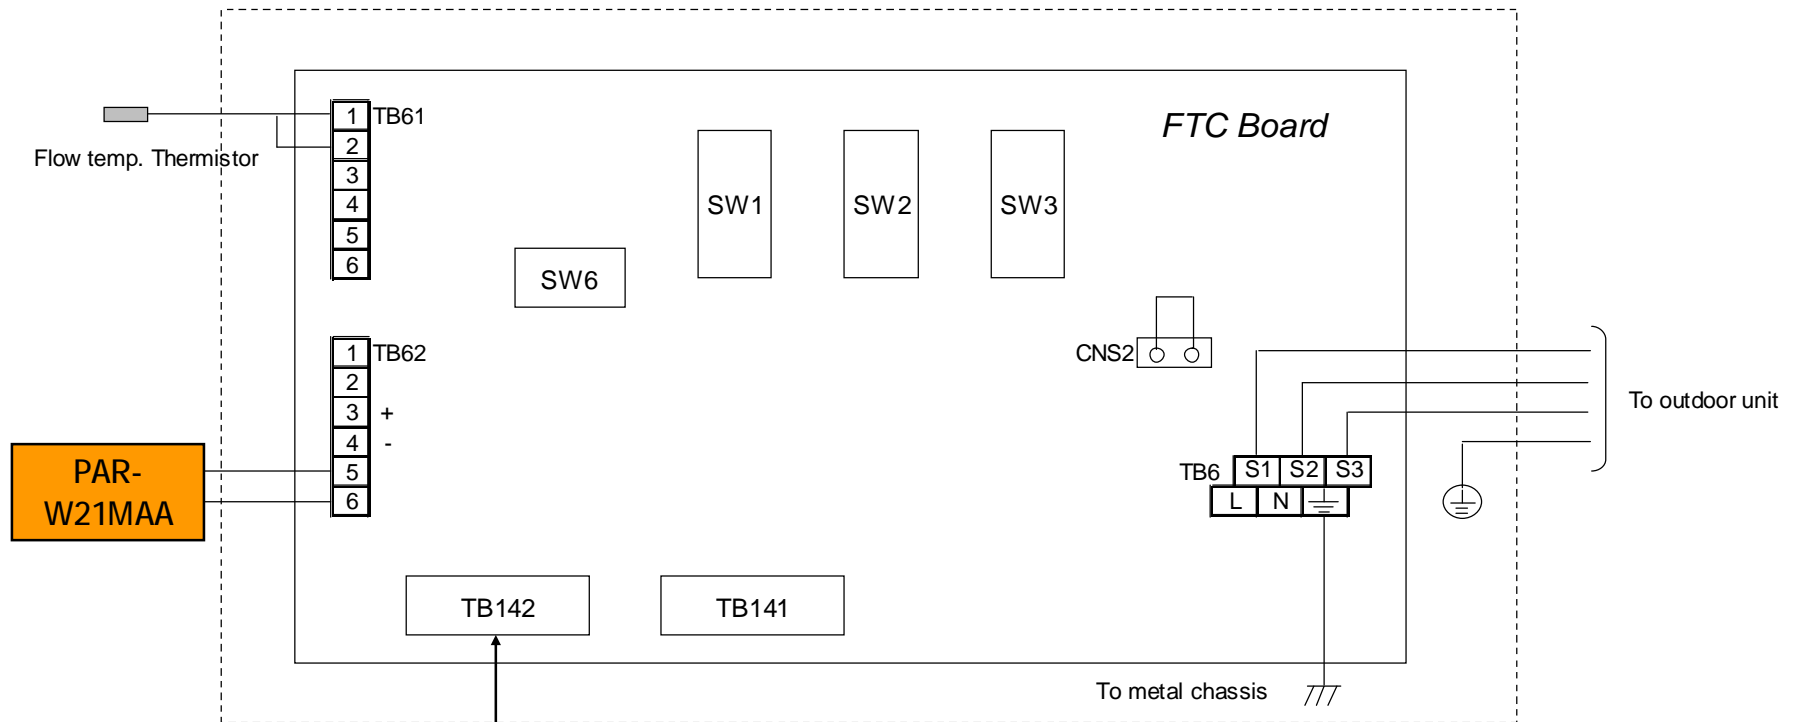 FTC Board
1 TB61
2
3
4
5
6
Flow temp. Thermistor
SW1
SW2
SW3
SW6
1 TB62
2
3 +
4 -
5
6
CNS2
To outdoor unit
PAR-
W21MAA
TB6 S1 S2 S3
L N
TB142
TB141
To metal chassis